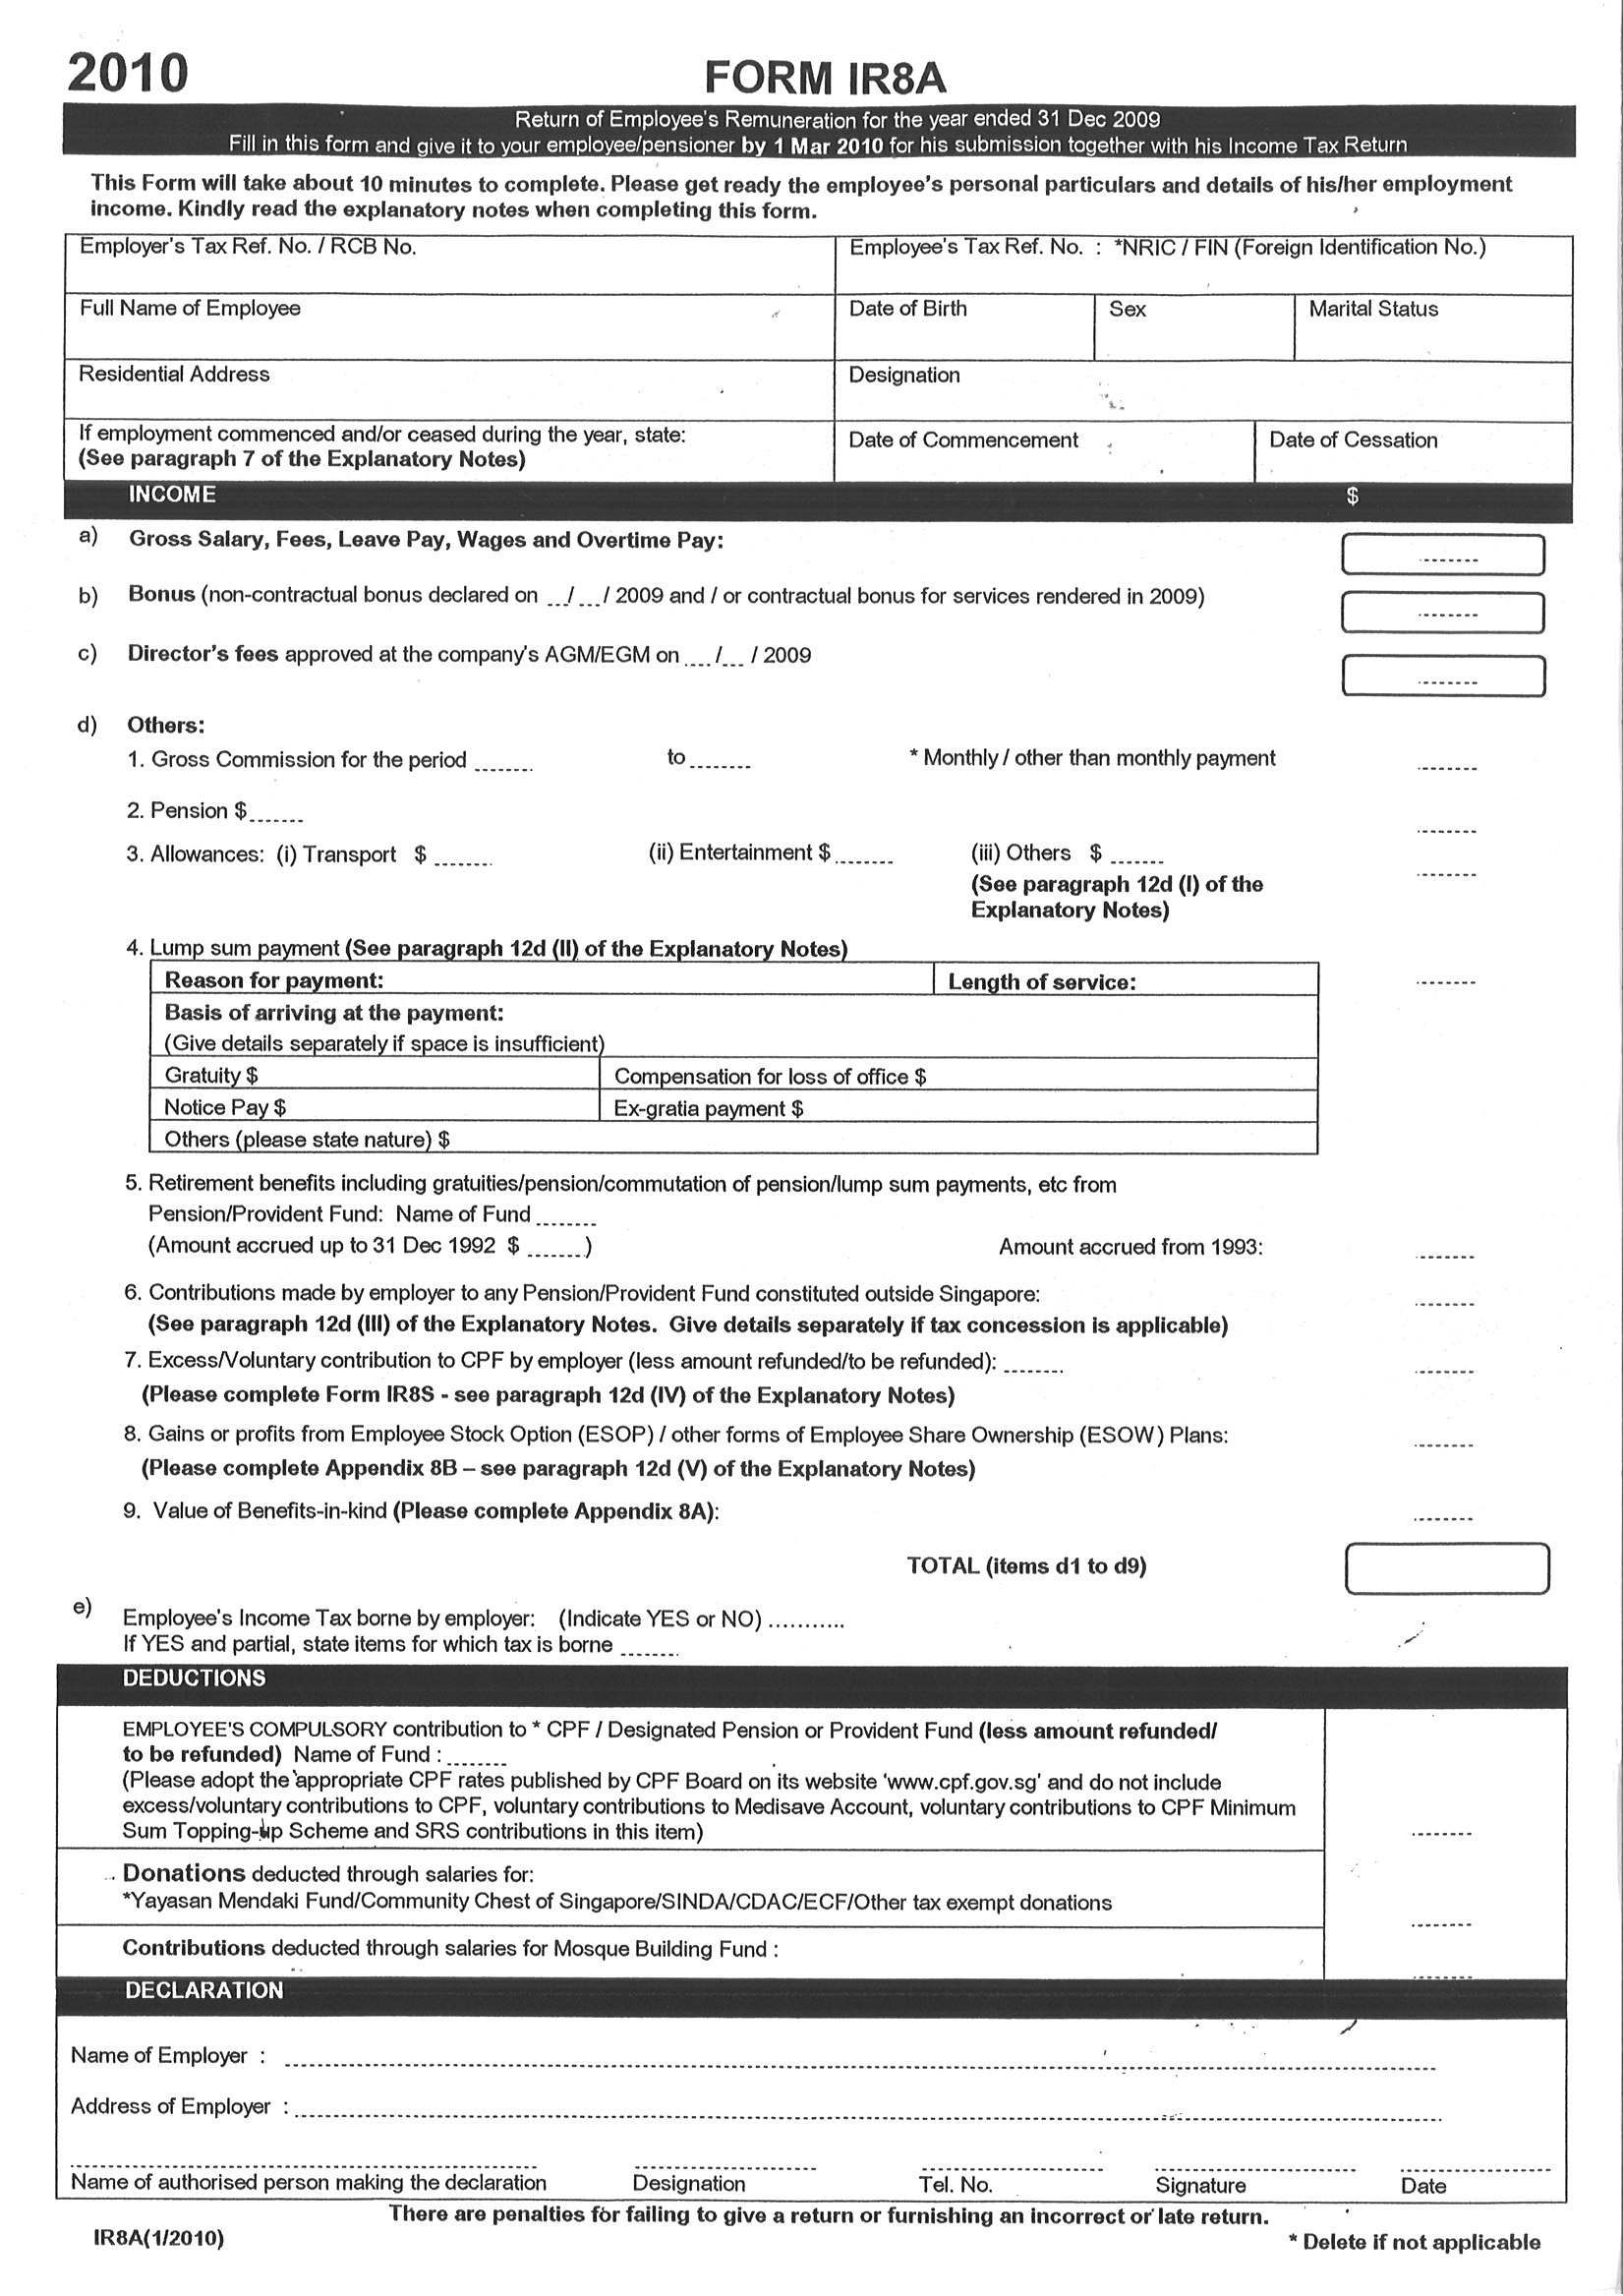 2010
FORM IR8A
Return of Employee's Remuneration for the year ended 31 Dec 2009
Fill in this form and give it to your employee/pensioner by 1 Mar 2010 for his submission together with his Income Tax Return
This Form will take about 10 minutes to complete. Please get ready the employee's personal particulars and details of his/her employment
income. Kindly read the explanatory notes when completing this form.
Employer's Tax Ref. No. / RCB No.
Employee's Tax Ref. No. : *NRIC / FIN (Foreign Identification No.)
Full Name of Employee
Date of Birth
Sex
Marital Status
Residential Address
Designation
If employment commenced and/or ceased during the year, state:
(See paragraph 7 of the Explanatory Notes)
Date of Commencement
Date of Cessation
INCOME $
a) Gross Salary, Fees, Leave Pay, Wages and Overtime Pay: .......
b) Bonus (non-contractual bonus declared on .../ .../ 2009 and / or contractual bonus for services rendered in 2009) .......
c) Director's fees approved at the company's AGM/EGM on .... /... / 2009 .......
d) Others:
1. Gross Commission for the period ....... to ....... * Monthly / other than monthly payment .......
2. Pension $....... .......
3. Allowances: (i) Transport $ ....... (ii) Entertainment $ ....... (iii) Others $ ....... .......
(See paragraph 12d (I) of the
Explanatory Notes)
4. Lump sum payment (See paragraph 12d (II) of the Explanatory Notes)
Reason for payment: Length of service: .......
Basis of arriving at the payment:
(Give details separately if space is insufficient)
Gratuity $ Compensation for loss of office $
Notice Pay $ Ex-gratia payment $
Others (please state nature) $
5. Retirement benefits including gratuities/pension/commutation of pension/lump sum payments, etc from
Pension/Provident Fund: Name of Fund .......
(Amount accrued up to 31 Dec 1992 $ .......) Amount accrued from 1993: .......
6. Contributions made by employer to any Pension/Provident Fund constituted outside Singapore: .......
(See paragraph 12d (III) of the Explanatory Notes. Give details separately if tax concession is applicable)
7. Excess/Voluntary contribution to CPF by employer (less amount refunded/to be refunded): ....... .......
(Please complete Form IR8S - see paragraph 12d (IV) of the Explanatory Notes)
8. Gains or profits from Employee Stock Option (ESOP) / other forms of Employee Share Ownership (ESOW) Plans: .......
(Please complete Appendix 8B – see paragraph 12d (V) of the Explanatory Notes)
9. Value of Benefits-in-kind (Please complete Appendix 8A): .......
TOTAL (items d1 to d9)
e) Employee's Income Tax borne by employer: (Indicate YES or NO) ...........
If YES and partial, state items for which tax is borne .......
DEDUCTIONS
EMPLOYEE'S COMPULSORY contribution to * CPF / Designated Pension or Provident Fund (less amount refunded/
to be refunded) Name of Fund : .......
(Please adopt the appropriate CPF rates published by CPF Board on its website 'www.cpf.gov.sg' and do not include
excess/voluntary contributions to CPF, voluntary contributions to Medisave Account, voluntary contributions to CPF Minimum
Sum Topping-up Scheme and SRS contributions in this item) .......
Donations deducted through salaries for:
*Yayasan Mendaki Fund/Community Chest of Singapore/SINDA/CDAC/ECF/Other tax exempt donations .......
Contributions deducted through salaries for Mosque Building Fund : .......
DECLARATION
Name of Employer :
Address of Employer :
Name of authorised person making the declaration Designation Tel. No. Signature Date
There are penalties for failing to give a return or furnishing an incorrect or late return.
IR8A(1/2010)
* Delete if not applicable